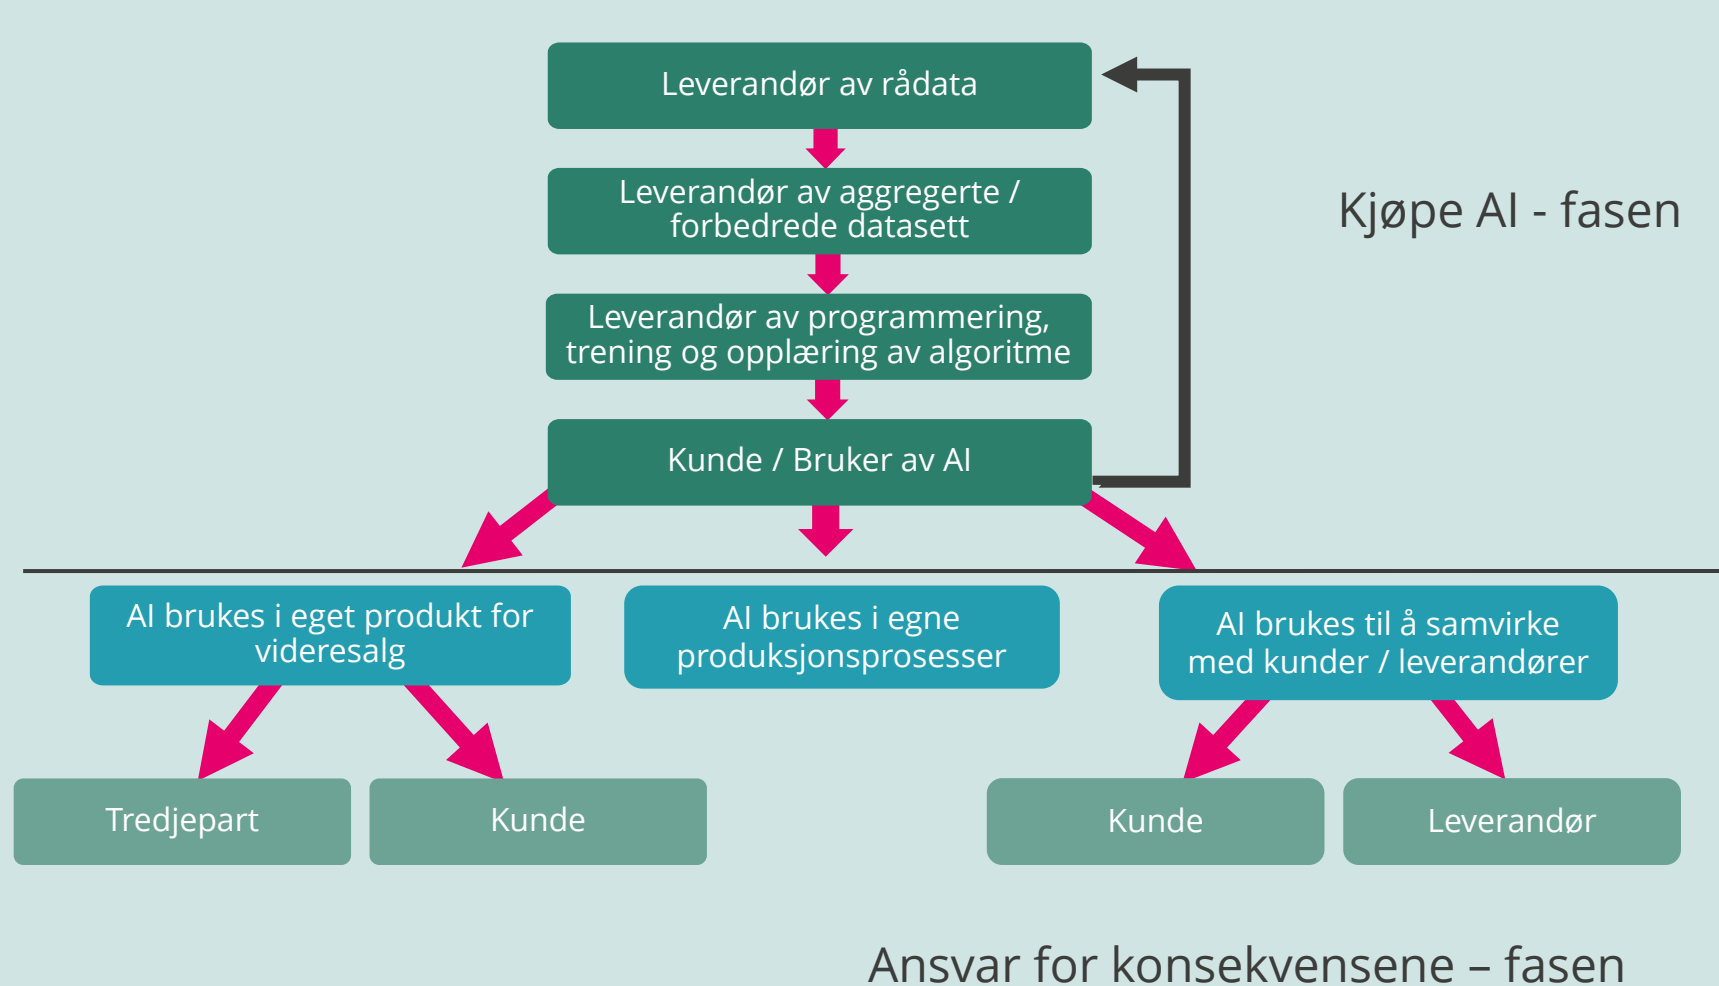 Leverandør av rådata
Leverandør av aggregerte /
forbedrede datasett
Kjøpe AI - fasen
Leverandør av programmering,
trening og opplæring av algoritme
Kunde / Bruker av AI
AI brukes i eget produkt for
videresalg
AI brukes i egne
produksjonsprosesser
AI brukes til å samvirke
med kunder / leverandører
Tredjepart
Kunde
Kunde
Leverandør
Ansvar for konsekvensene – fasen